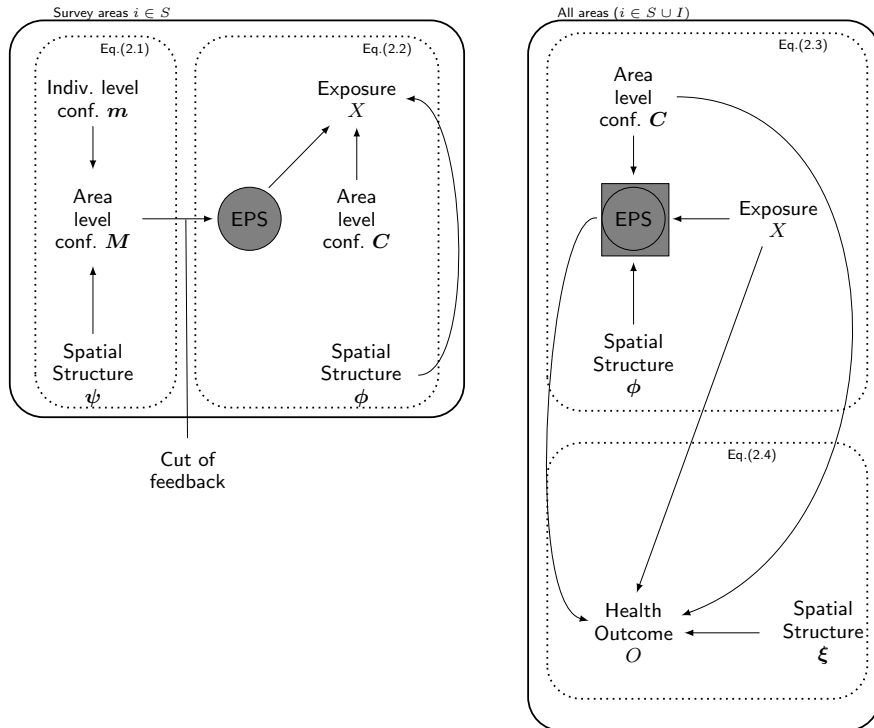 Survey areas i ∈ S
Eq.(2.1)
Indiv. level
conf. m
Area
level
conf. M
Spatial
Structure
ψ
Eq.(2.2)
Exposure
X
EPS
Area
level
conf. C
Spatial
Structure
ϕ
Cut of
feedback
All areas (i ∈ S ∪ I)
Eq.(2.3)
Area
level
conf. C
EPS
Exposure
X
Spatial
Structure
ϕ
Eq.(2.4)
Health
Outcome
O
Spatial
Structure
ξ